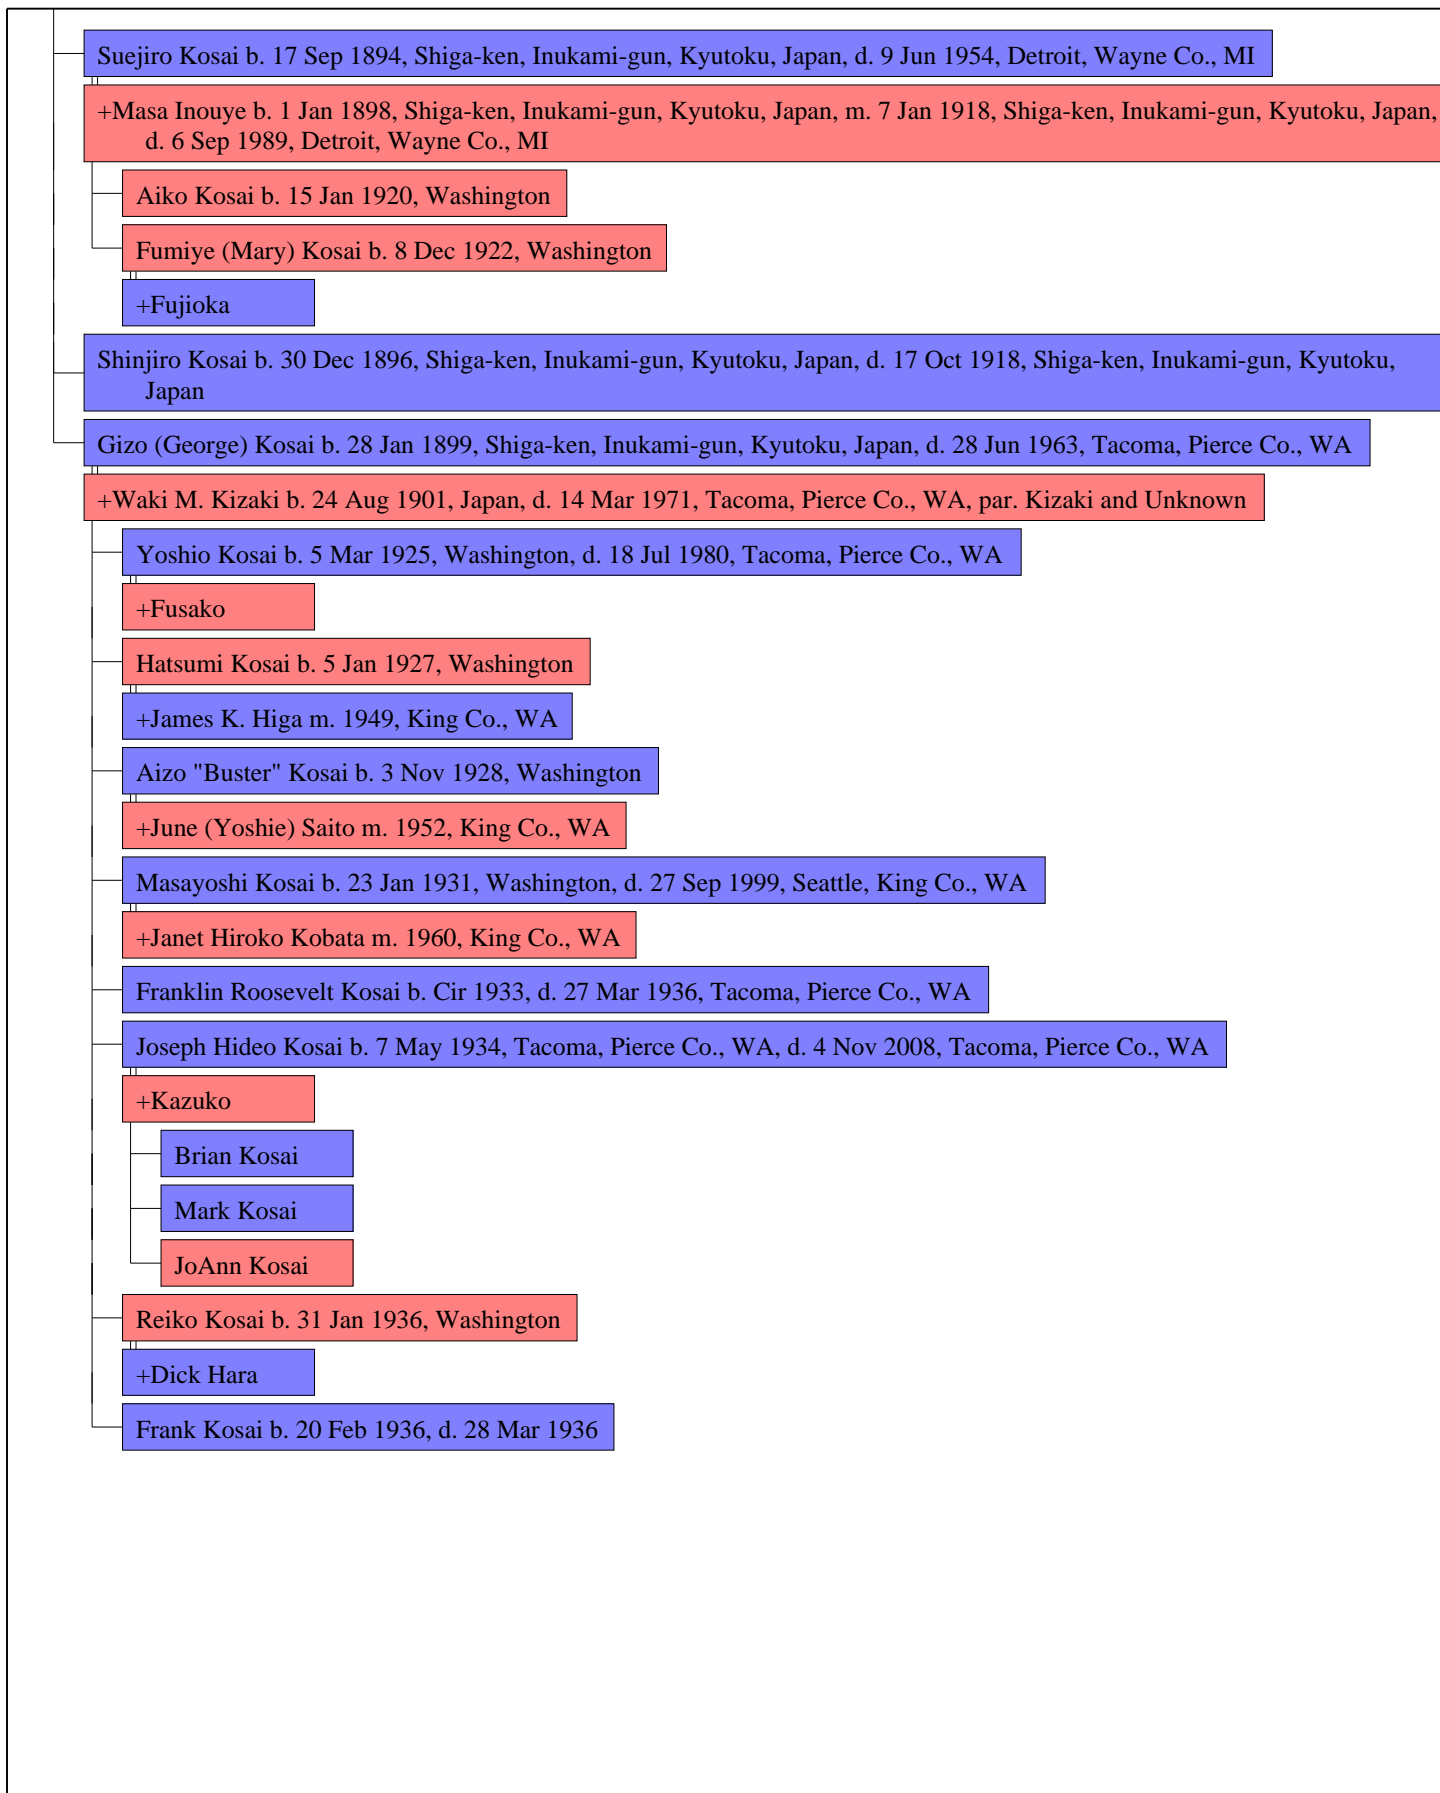 Suejiro Kosai b. 17 Sep 1894, Shiga-ken, Inukami-gun, Kyutoku, Japan, d. 9 Jun 1954, Detroit, Wayne Co., MI
+Masa Inouye b. 1 Jan 1898, Shiga-ken, Inukami-gun, Kyutoku, Japan, m. 7 Jan 1918, Shiga-ken, Inukami-gun, Kyutoku, Japan,
d. 6 Sep 1989, Detroit, Wayne Co., MI
Aiko Kosai b. 15 Jan 1920, Washington
Fumiye (Mary) Kosai b. 8 Dec 1922, Washington
+Fujioka
Shinjiro Kosai b. 30 Dec 1896, Shiga-ken, Inukami-gun, Kyutoku, Japan, d. 17 Oct 1918, Shiga-ken, Inukami-gun, Kyutoku,
Japan
Gizo (George) Kosai b. 28 Jan 1899, Shiga-ken, Inukami-gun, Kyutoku, Japan, d. 28 Jun 1963, Tacoma, Pierce Co., WA
+Waki M. Kizaki b. 24 Aug 1901, Japan, d. 14 Mar 1971, Tacoma, Pierce Co., WA, par. Kizaki and Unknown
Yoshio Kosai b. 5 Mar 1925, Washington, d. 18 Jul 1980, Tacoma, Pierce Co., WA
+Fusako
Hatsumi Kosai b. 5 Jan 1927, Washington
+James K. Higa m. 1949, King Co., WA
Aizo "Buster" Kosai b. 3 Nov 1928, Washington
+June (Yoshie) Saito m. 1952, King Co., WA
Masayoshi Kosai b. 23 Jan 1931, Washington, d. 27 Sep 1999, Seattle, King Co., WA
+Janet Hiroko Kobata m. 1960, King Co., WA
Franklin Roosevelt Kosai b. Cir 1933, d. 27 Mar 1936, Tacoma, Pierce Co., WA
Joseph Hideo Kosai b. 7 May 1934, Tacoma, Pierce Co., WA, d. 4 Nov 2008, Tacoma, Pierce Co., WA
+Kazuko
Brian Kosai
Mark Kosai
JoAnn Kosai
Reiko Kosai b. 31 Jan 1936, Washington
+Dick Hara
Frank Kosai b. 20 Feb 1936, d. 28 Mar 1936